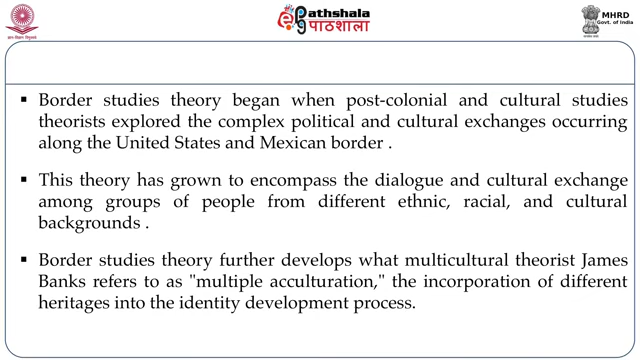 Pathshala
पाठशाला
MHRD
Govt. of India
▪ Border studies theory began when post-colonial and cultural studies
theorists explored the complex political and cultural exchanges occurring
along the United States and Mexican border .
▪ This theory has grown to encompass the dialogue and cultural exchange
among groups of people from different ethnic, racial, and cultural
backgrounds .
▪ Border studies theory further develops what multicultural theorist James
Banks refers to as "multiple acculturation," the incorporation of different
heritages into the identity development process.